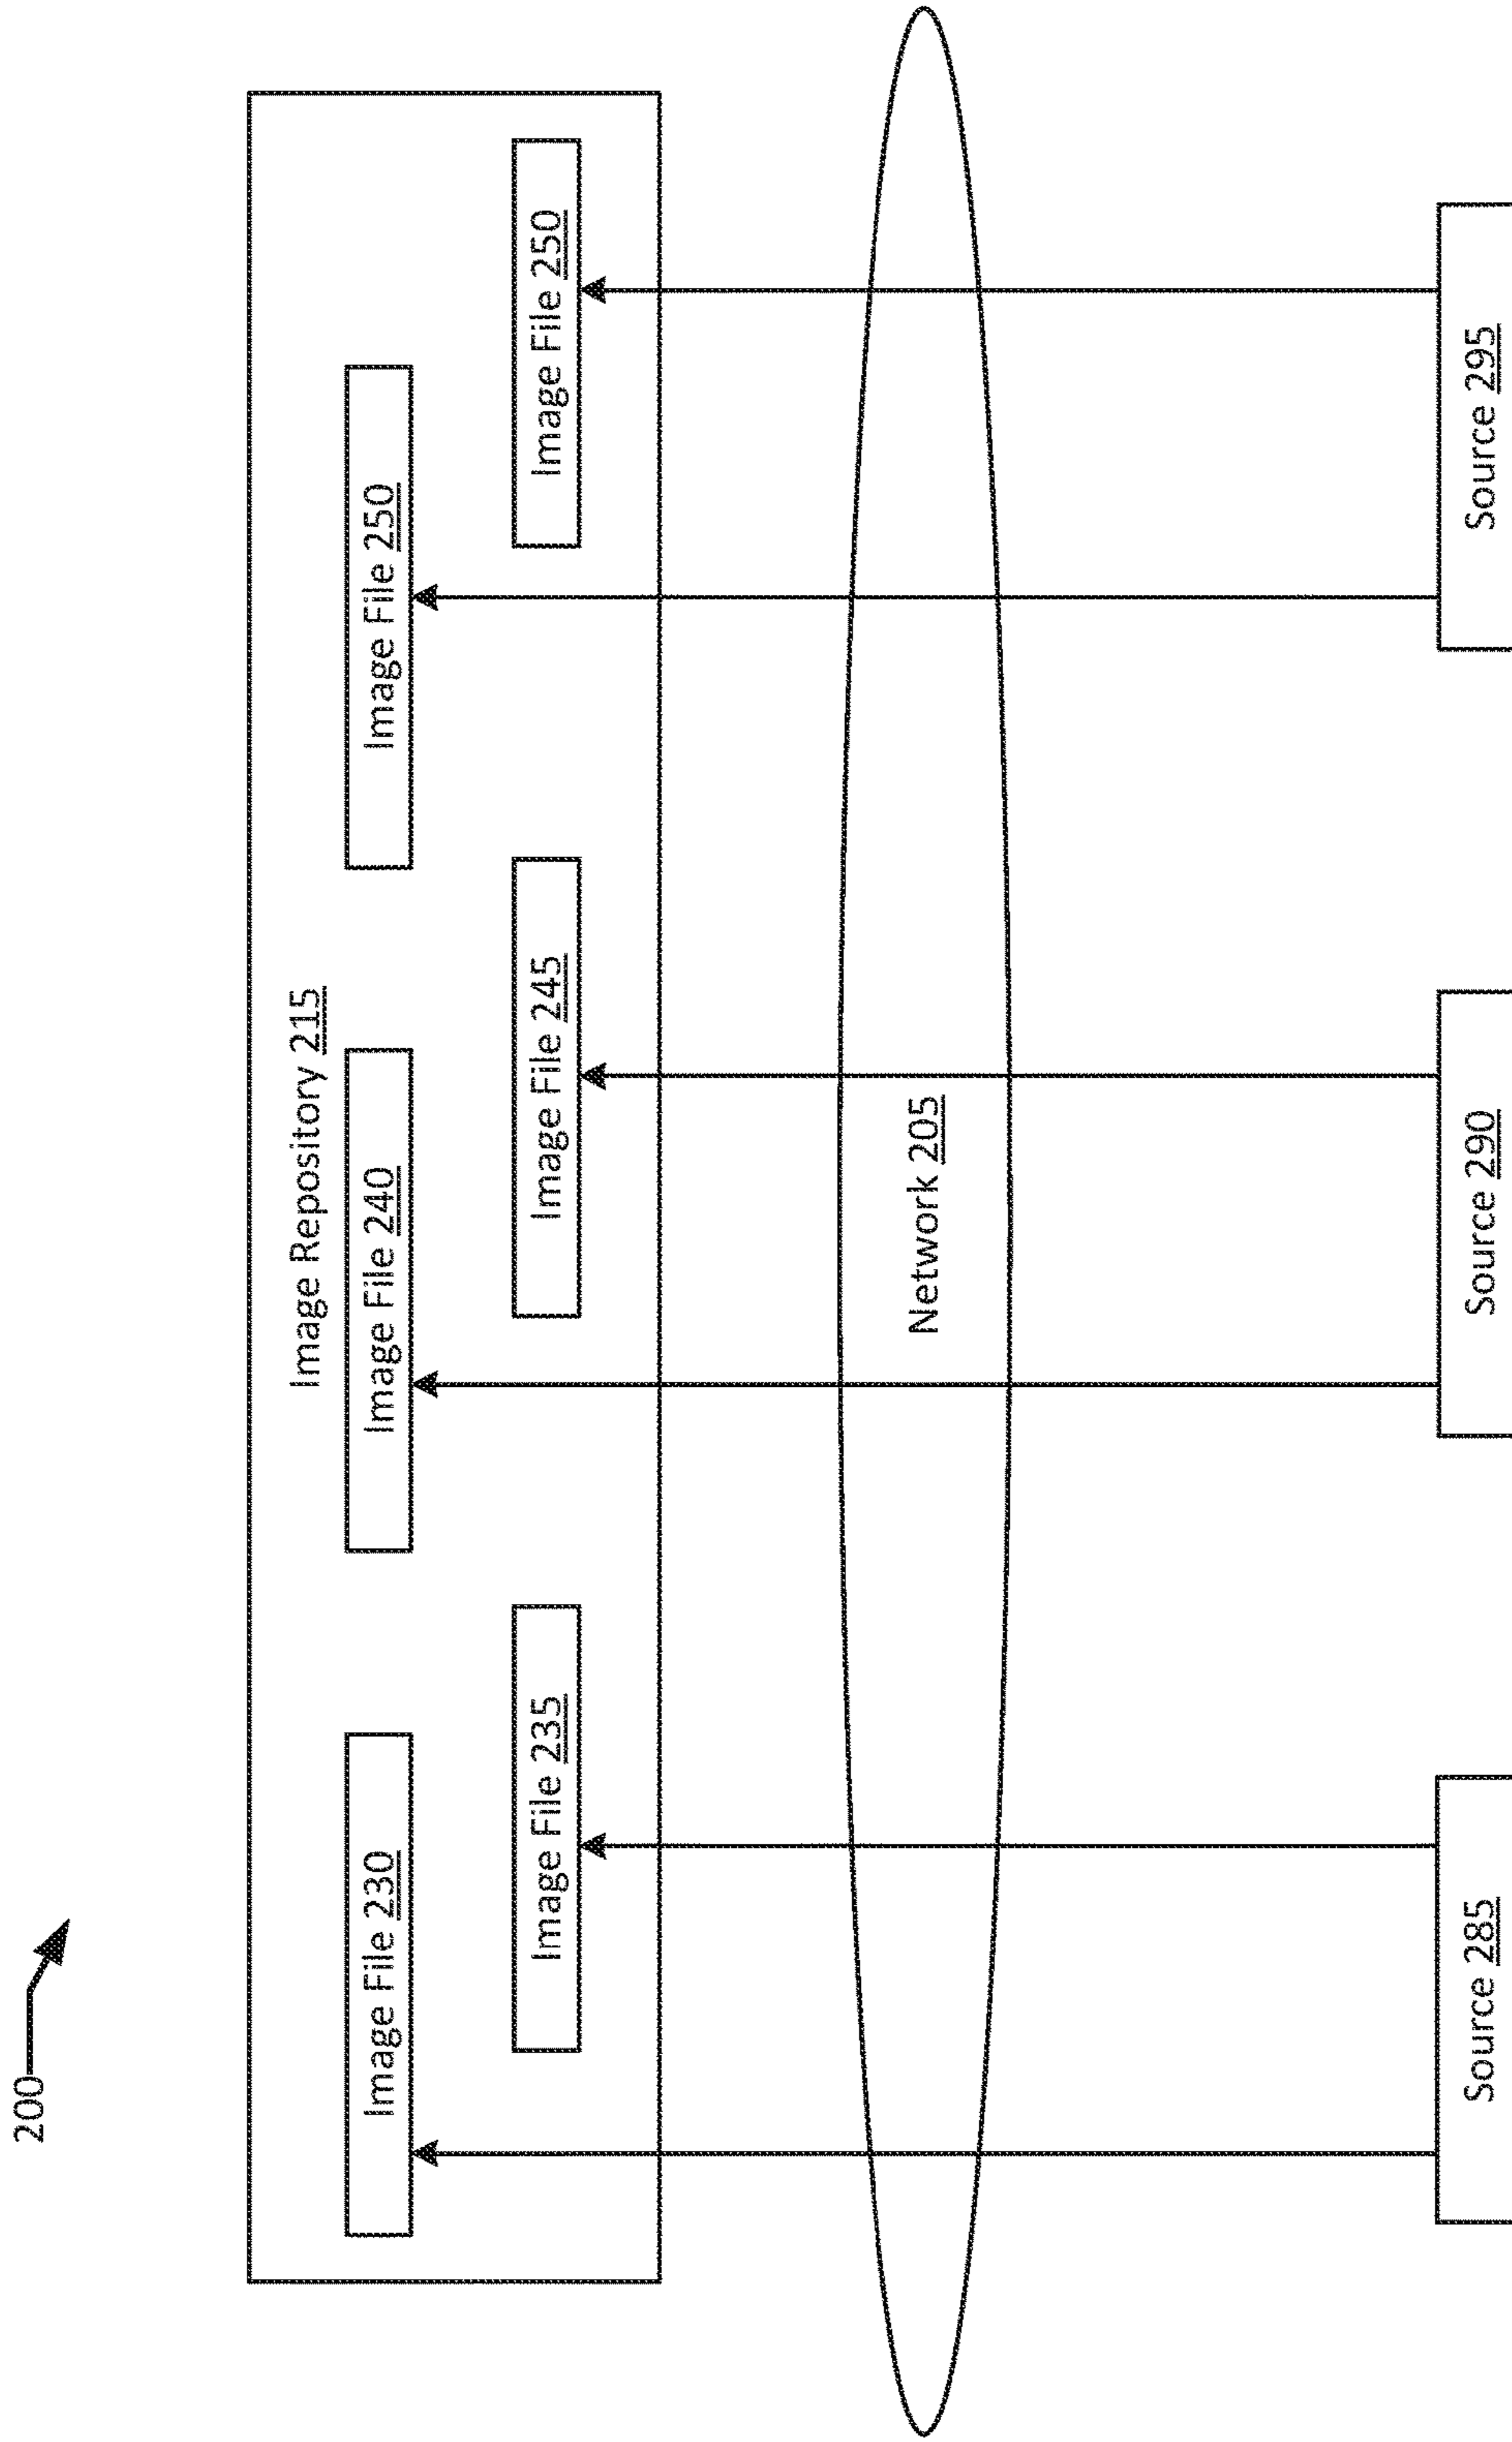 200
Image Repository 215
Image File 230
Image File 240
Image File 250
Image File 235
Image File 245
Image File 250
Network 205
Source 285
Source 290
Source 295